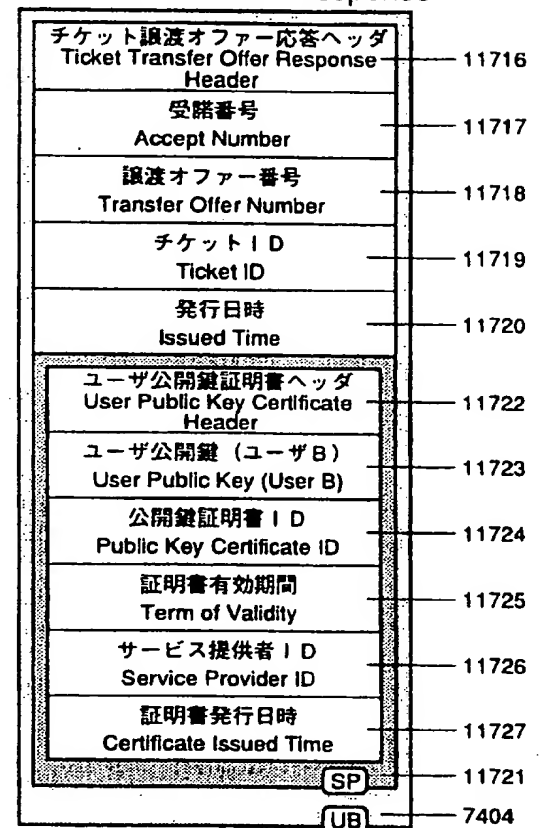 チケット譲渡オファー応答ヘッダ
Ticket Transfer Offer Response
Header
11716
受諾番号
Accept Number
11717
譲渡オファー番号
Transfer Offer Number
11718
チケットID
Ticket ID
11719
発行日時
Issued Time
11720
ユーザ公開鍵証明書ヘッダ
User Public Key Certificate
Header
11722
ユーザ公開鍵 (ユーザB)
User Public Key (User B)
11723
公開鍵証明書ID
Public Key Certificate ID
11724
証明書有効期間
Term of Validity
11725
サービス提供者ID
Service Provider ID
11726
証明書発行日時
Certificate Issued Time
11727
SP
11721
UB
7404